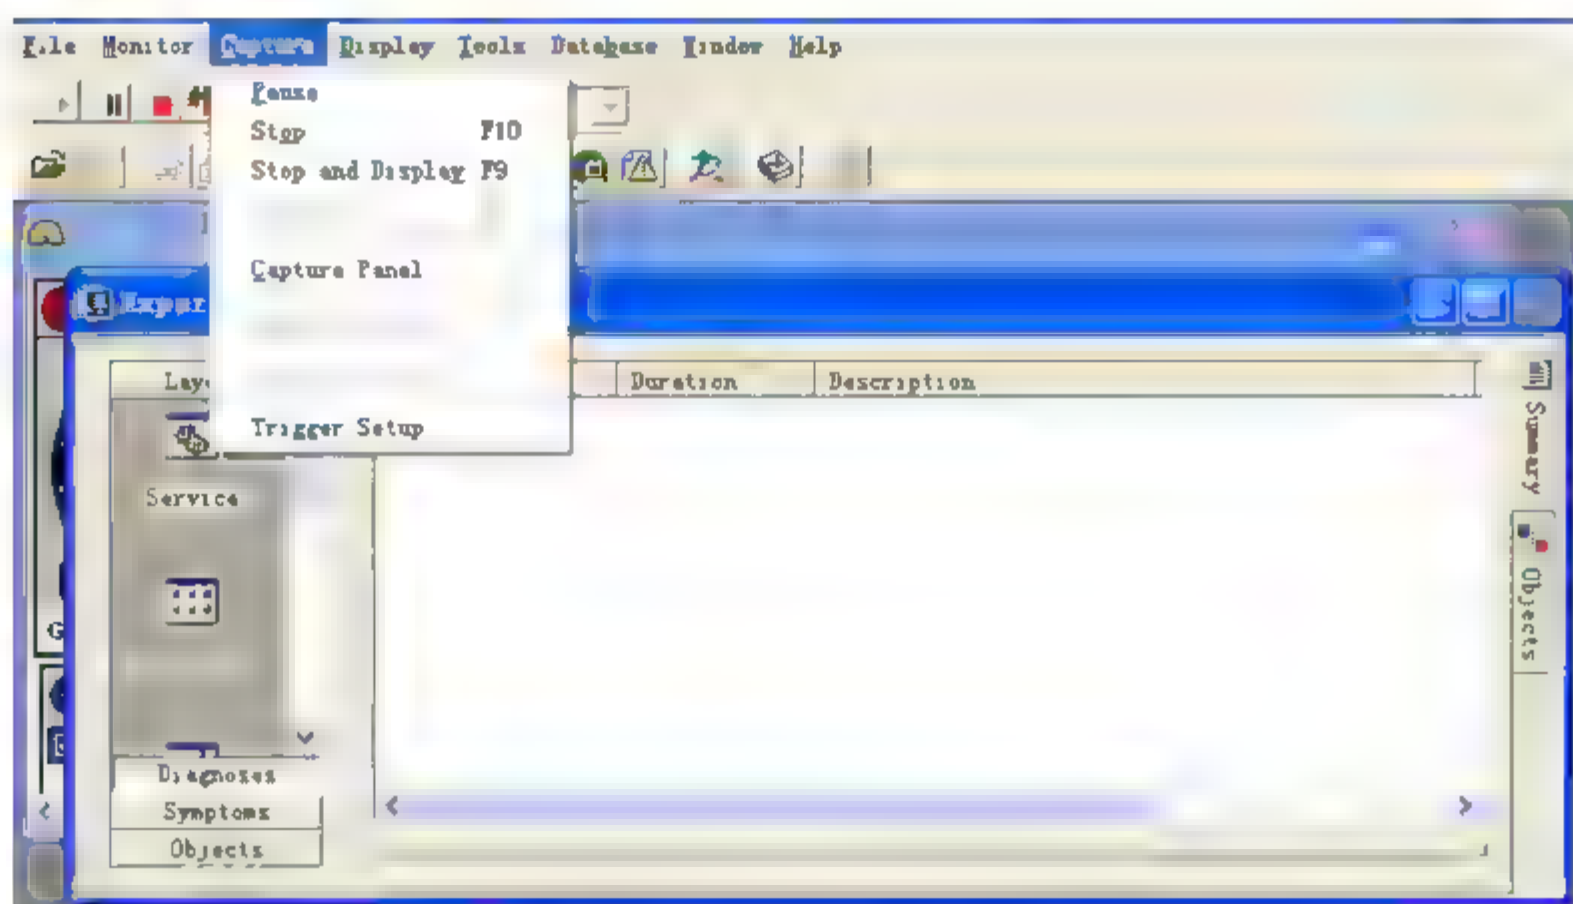 File Monitor Capture Display Tools Database Window Help
Pause
Stop F10
Stop and Display F9
Capture Panel
Duration Description
Trigger Setup
Service
Diagnoses
Symptoms
Objects
Summary
Objects